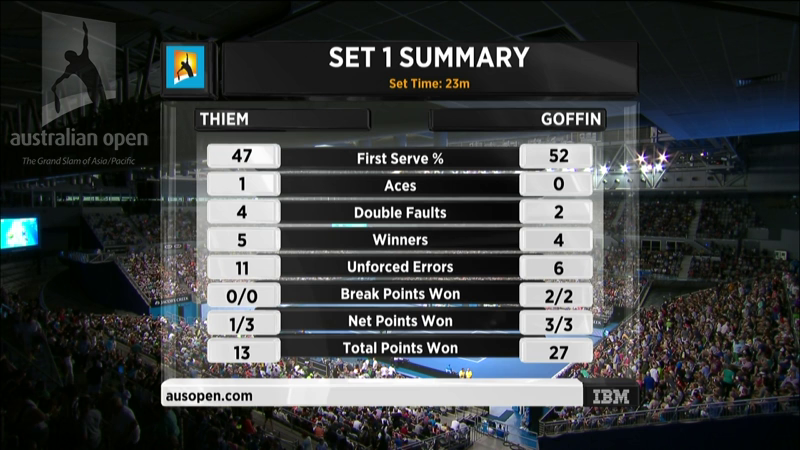 australian open
The Grand Slam of Asia/Pacific
SET 1 SUMMARY
Set Time: 23m
THIEM GOFFIN
47 First Serve % 52
1 Aces 0
4 Double Faults 2
5 Winners 4
11 Unforced Errors 6
0/0 Break Points Won 2/2
1/3 Net Points Won 3/3
13 Total Points Won 27
ausopen.com IBM